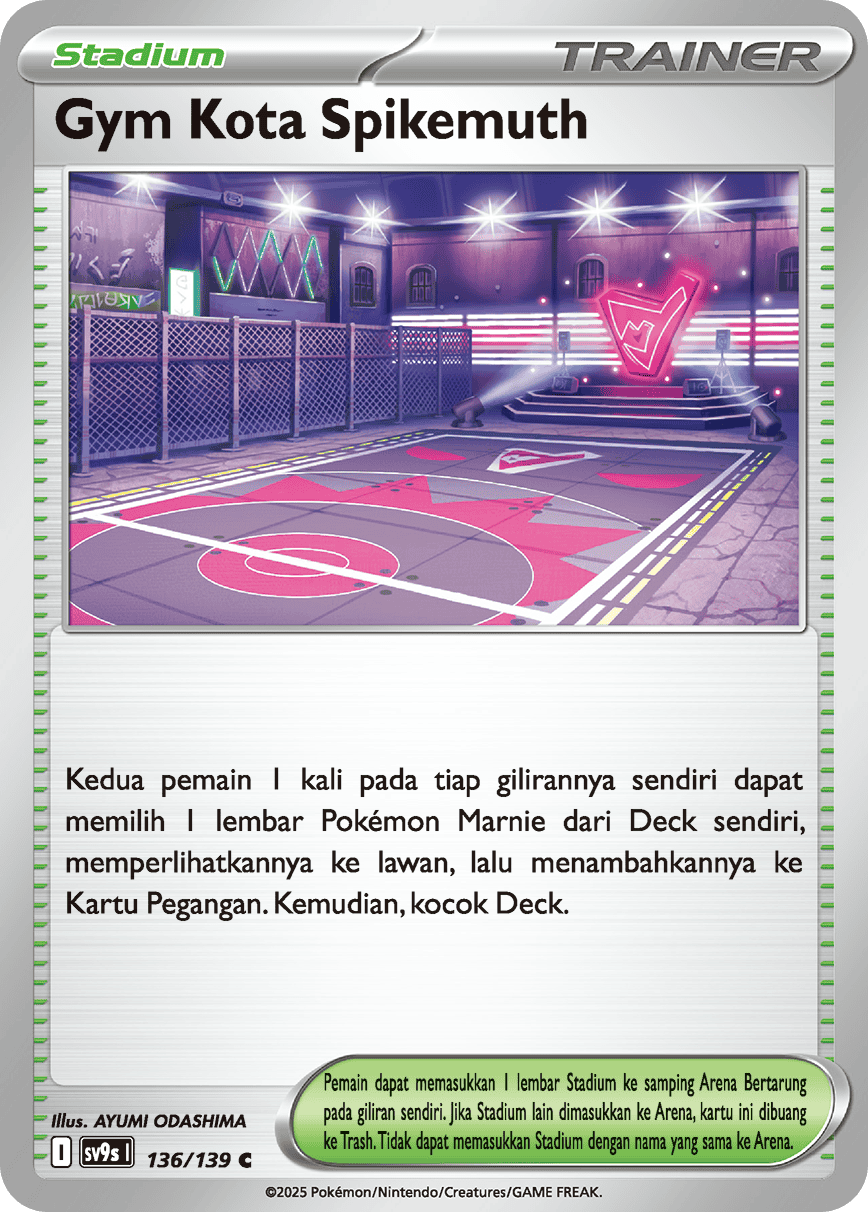 Stadium
TRAINER
Gym Kota Spikemuth
Kedua pemain 1 kali pada tiap gilirannya sendiri dapat
memilih 1 lembar Pokémon Marnie dari Deck sendiri,
memperlihatkannya ke lawan, lalu menambahkannya ke
Kartu Pegangan. Kemudian, kocok Deck.
Pemain dapat memasukkan 1 lembar Stadium ke samping Arena Bertarung
pada giliran sendiri. Jika Stadium lain dimasukkan ke Arena, kartu ini dibuang
ke Trash. Tidak dapat memasukkan Stadium dengan nama yang sama ke Arena.
Illus. AYUMI ODASHIMA
I sv9s I 136/139 C
©2025 Pokémon/Nintendo/Creatures/GAME FREAK.